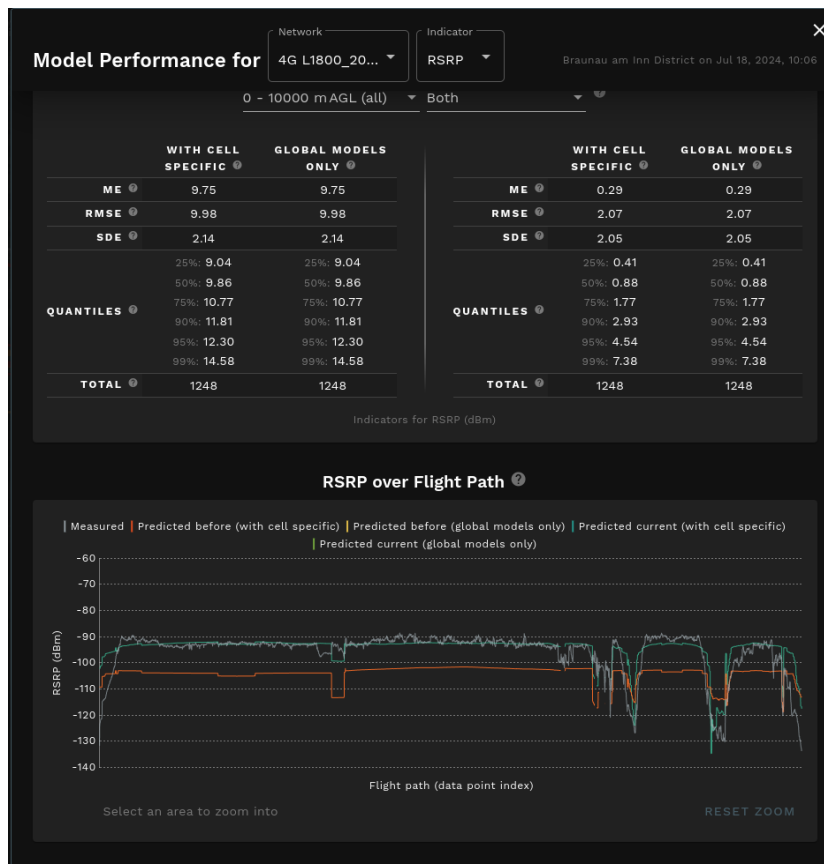 Network
Indicator
Model Performance for 4G L1800_20... RSRP Braunau am Inn District on Jul 18, 2024, 10:06
0 - 10000 m AGL (all) Both
WITH CELL SPECIFIC GLOBAL MODELS ONLY
ME 9.75 9.75
RMSE 9.98 9.98
SDE 2.14 2.14
QUANTILES
25%: 9.04 25%: 9.04
50%: 9.86 50%: 9.86
75%: 10.77 75%: 10.77
90%: 11.81 90%: 11.81
95%: 12.30 95%: 12.30
99%: 14.58 99%: 14.58
TOTAL 1248 1248
WITH CELL SPECIFIC GLOBAL MODELS ONLY
ME 0.29 0.29
RMSE 2.07 2.07
SDE 2.05 2.05
QUANTILES
25%: 0.41 25%: 0.41
50%: 0.88 50%: 0.88
75%: 1.77 75%: 1.77
90%: 2.93 90%: 2.93
95%: 4.54 95%: 4.54
99%: 7.38 99%: 7.38
TOTAL 1248 1248
Indicators for RSRP (dBm)
RSRP over Flight Path
Measured Predicted before (with cell specific) Predicted before (global models only) Predicted current (with cell specific)
Predicted current (global models only)
-60
-70
-80
-90
-100
-110
-120
-130
-140
RSRP (dBm)
Flight path (data point index)
Select an area to zoom into RESET ZOOM